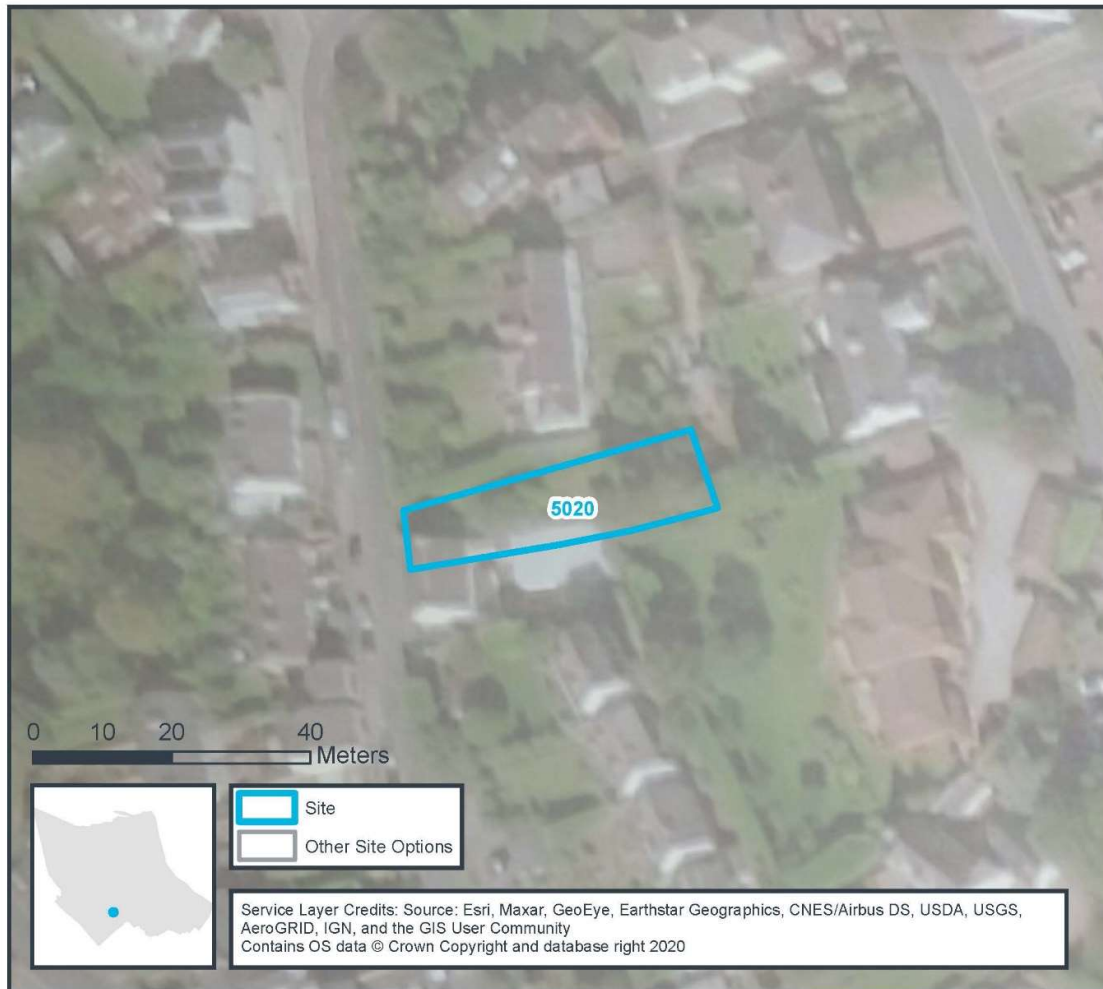 5020
0 10 20 40
Meters
Site
Other Site Options
Service Layer Credits: Source: Esri, Maxar, GeoEye, Earthstar Geographics, CNES/Airbus DS, USDA, USGS,
AeroGRID, IGN, and the GIS User Community
Contains OS data © Crown Copyright and database right 2020